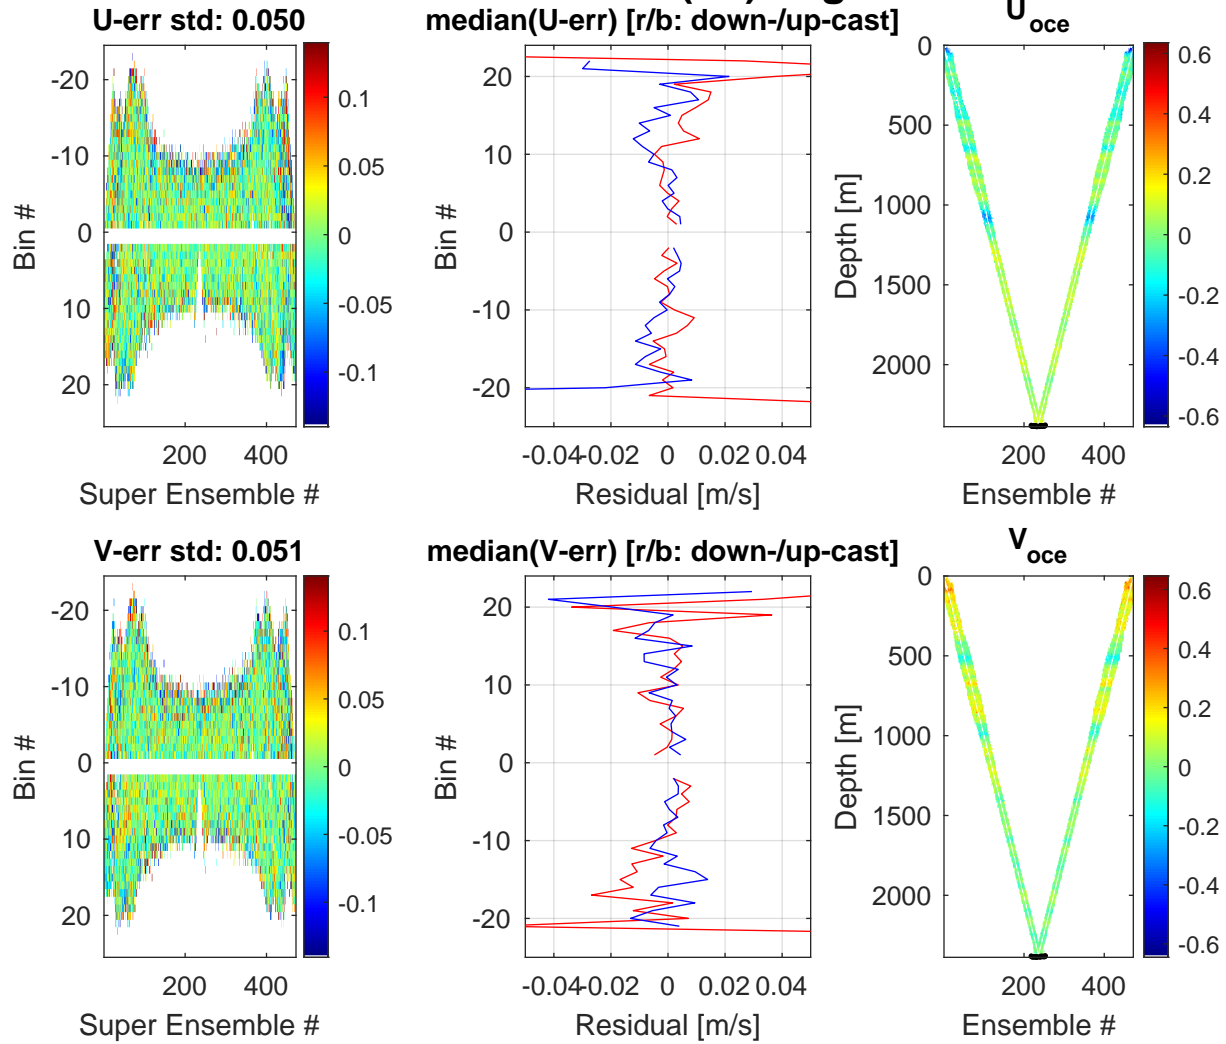 U-err std: 0.050
median(U-err) [r/b: down-/up-cast]
U_oce
-20
-10
0
10
20
Bin #
200 400
Super Ensemble #
0.1
0.05
0
-0.05
-0.1
20
10
0
-10
-20
Bin #
-0.04 -0.02 0 0.02 0.04
Residual [m/s]
0
500
1000
1500
2000
Depth [m]
0 200 400
Ensemble #
0.6
0.4
0.2
0
-0.2
-0.4
-0.6
V-err std: 0.051
median(V-err) [r/b: down-/up-cast]
V_oce
-20
-10
0
10
20
Bin #
200 400
Super Ensemble #
0.1
0.05
0
-0.05
-0.1
20
10
0
-10
-20
Bin #
-0.04 -0.02 0 0.02 0.04
Residual [m/s]
0
500
1000
1500
2000
Depth [m]
0 200 400
Ensemble #
0.6
0.4
0.2
0
-0.2
-0.4
-0.6